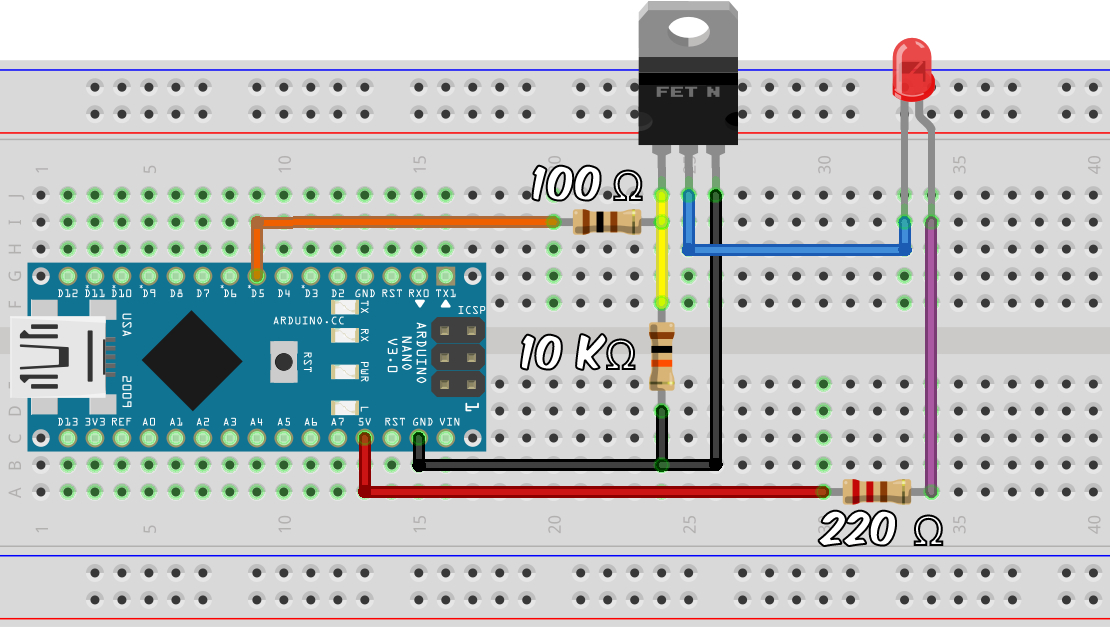 FET N
1 5 10 15 20 25 30 35 40
100 Ω
J
I
H
G
F
D12 D11 D10 D9 D8 D7 D6 D5 D4 D3 D2 GND RST RX0 TX1
TX
RX
PWR
L
ARDUINO.CC
RST
ARDUINO
NANO
V3.0
ICSP
1
USA
2009
10 KΩ
D13 3V3 REF A0 A1 A2 A3 A4 A5 A6 A7 5V RST GND VIN
D
C
B
A
220 Ω
1 5 10 15 20 25 30 35 40